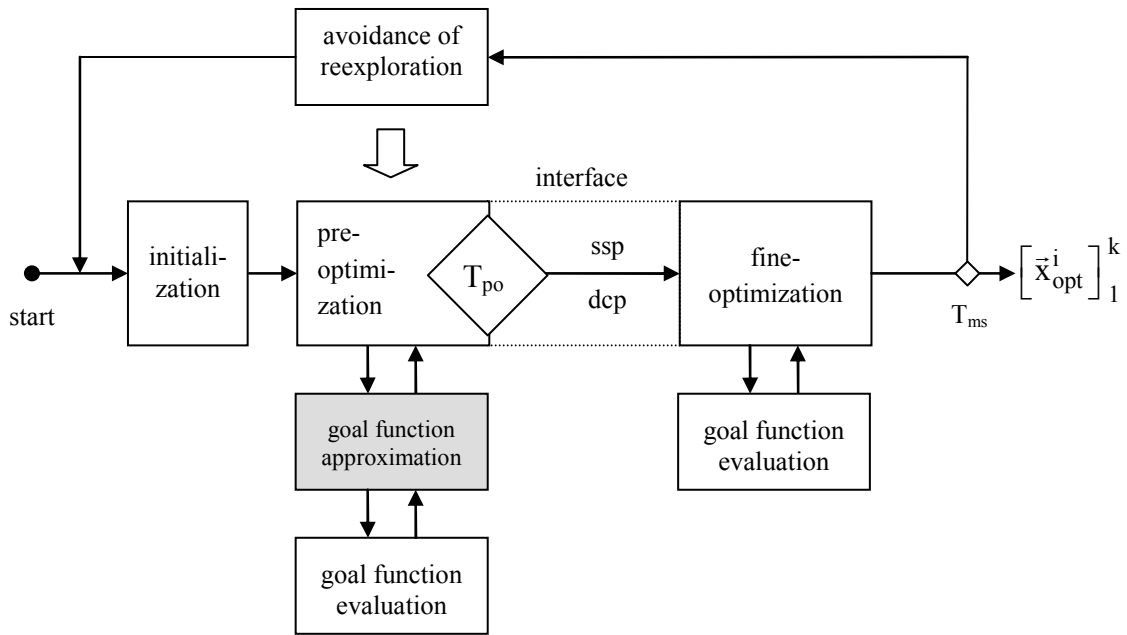 avoidance of
reexploration
interface
start
initiali-
zation
pre-
optimi-
zation
T_po
ssp
dcp
fine-
optimization
T_ms
[x⃗ⁱ_opt]₁ᵏ
goal function
approximation
goal function
evaluation
goal function
evaluation